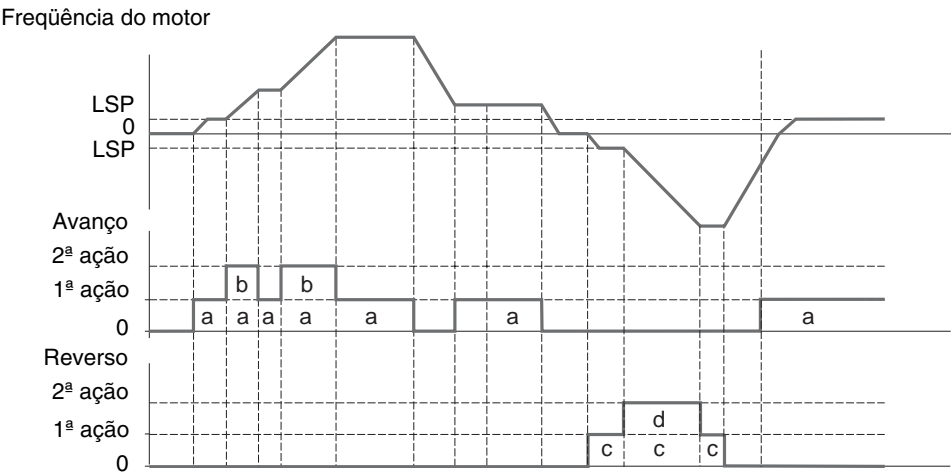 Freqüência do motor
LSP
0
LSP
Avanço
2ª ação
b b
1ª ação
a a a a a a a
0
Reverso
2ª ação
d
1ª ação
c c c
0